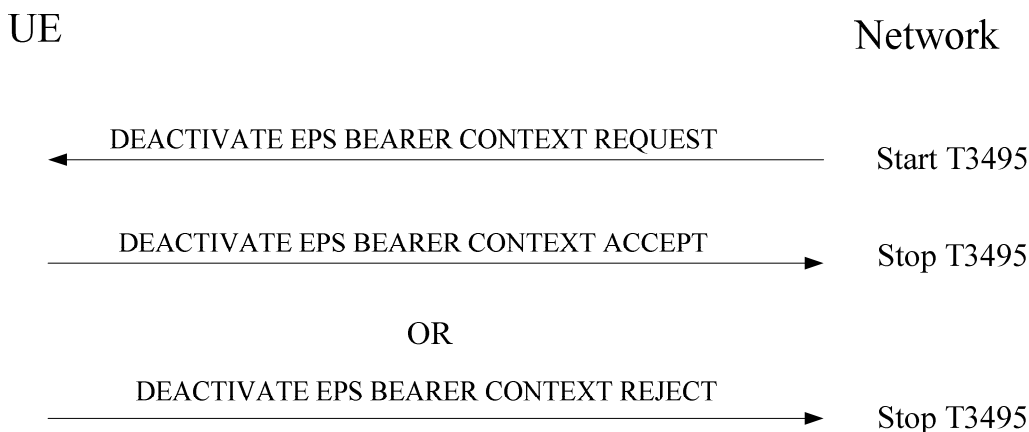 UE
Network
DEACTIVATE EPS BEARER CONTEXT REQUEST
Start T3495
DEACTIVATE EPS BEARER CONTEXT ACCEPT
Stop T3495
OR
DEACTIVATE EPS BEARER CONTEXT REJECT
Stop T3495